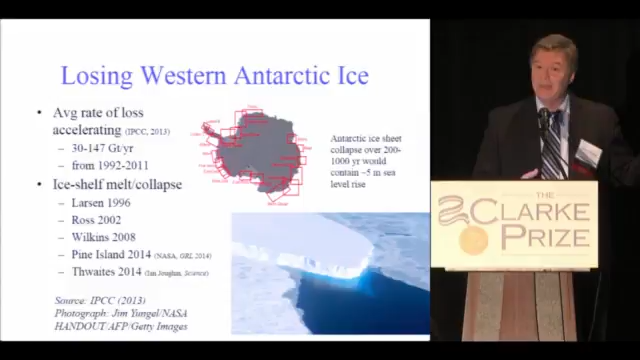 Losing Western Antarctic Ice
• Avg rate of loss
accelerating (IPCC, 2013)
– 30-147 Gt/yr
– from 1992-2011
• Ice-shelf melt/collapse
– Larsen 1996
– Ross 2002
– Wilkins 2008
– Pine Island 2014 (NASA, GRL 2014)
– Thwaites 2014 (Ian Joughin, Science)
Source: IPCC (2013)
Photograph: Jim Yungel/NASA
HANDOUT/AFP/Getty Images
Antarctic ice sheet
collapse over 200-
1000 yr would
contain ~5 m sea
level rise
THE
CLARKE
PRIZE